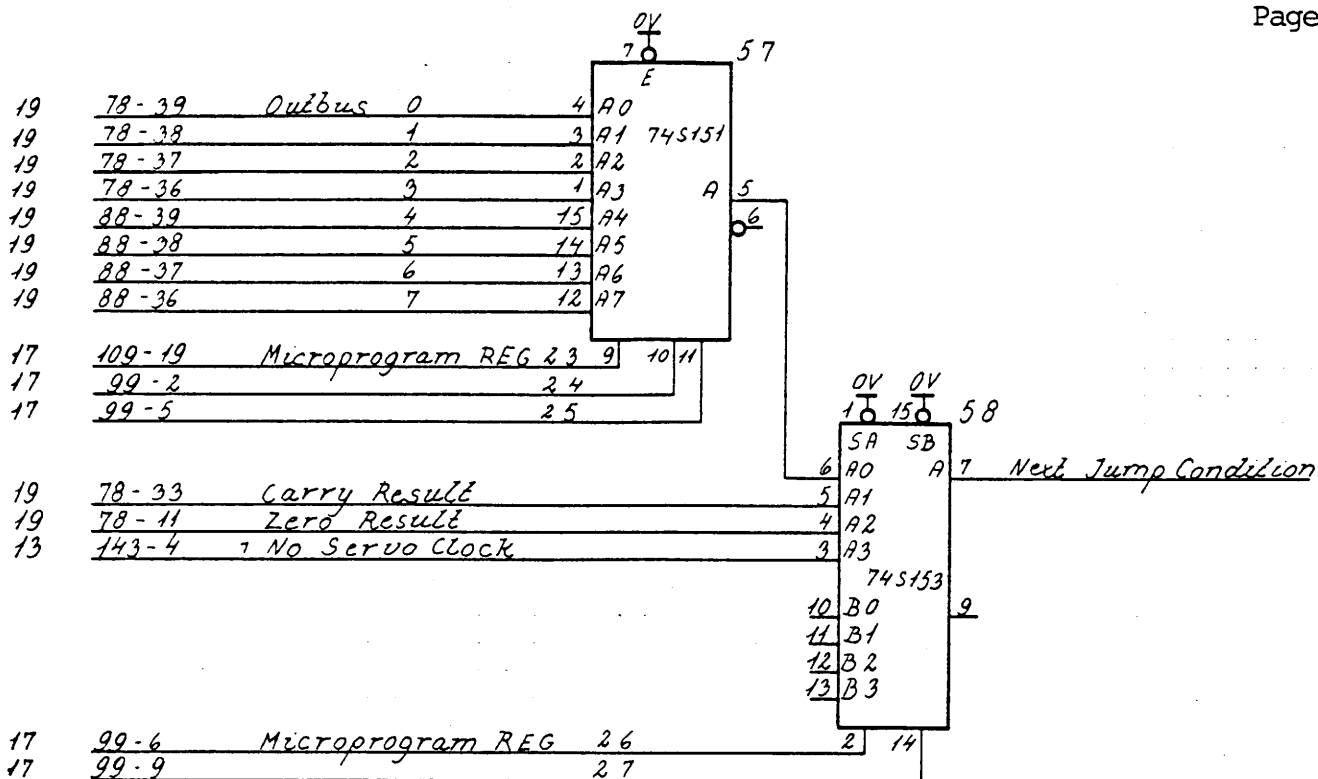 Page
0V
7 57
E
19 78-39 Outbus 0 4 A0
19 78-38 1 3 A1 74S151
19 78-37 2 2 A2
19 78-36 3 1 A3 A 5
19 88-39 4 15 A4 6
19 88-38 5 14 A5
19 88-37 6 13 A6
19 88-36 7 12 A7
17 109-19 Microprogram REG 23 9 10 11
17 99-2 24
17 99-5 25
0V 0V
1 15 58
SA SB
6 A0 A 7 Next Jump Condition
19 78-33 Carry Result 5 A1
19 78-11 Zero Result 4 A2
13 143-4 ¬ No Servo Clock 3 A3
74S153
10 B0 9
11 B1
12 B2
13 B3
17 99-6 Microprogram REG 26 2 14
17 99-9 27